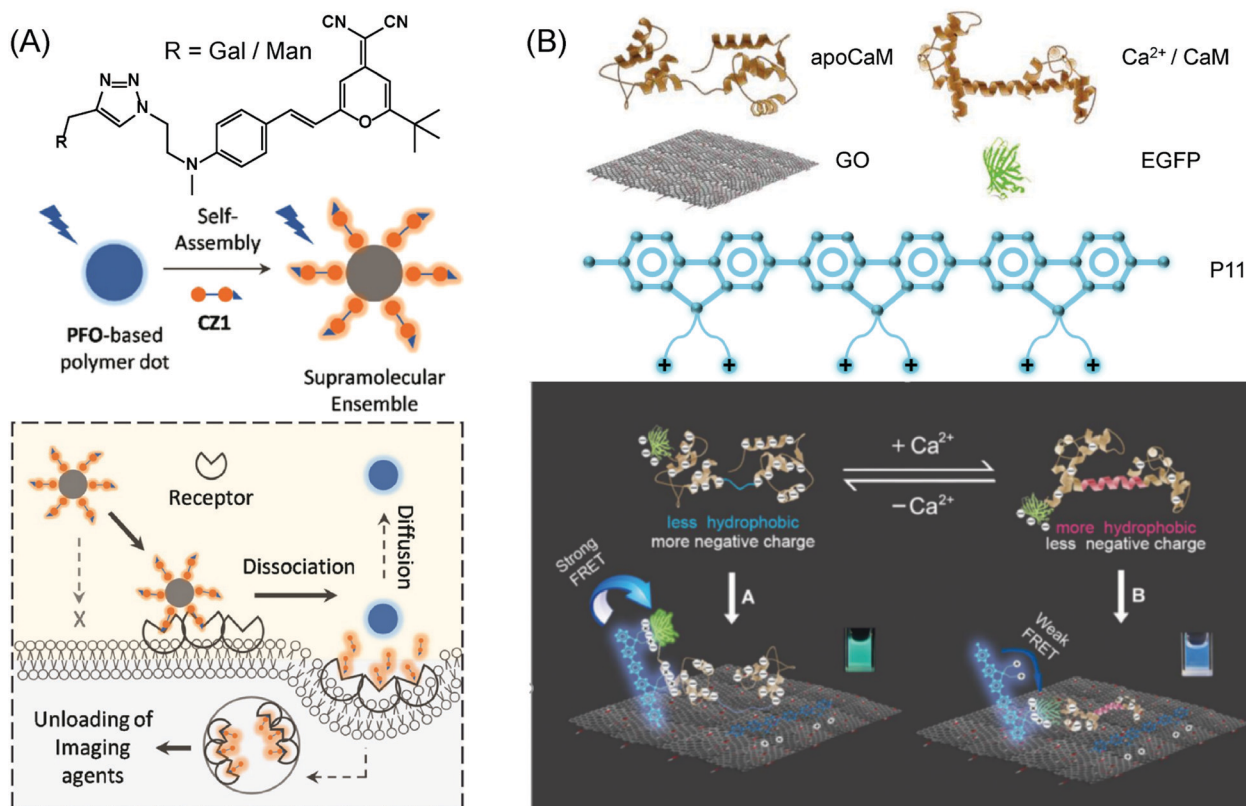 (A)
R = Gal / Man
CN CN
N N
N
N
R
O
Self-
Assembly
CZ1
PFO-based
polymer dot
Supramolecular
Ensemble
Receptor
X
Dissociation
Diffusion
Unloading of
Imaging
agents
(B)
apoCaM
Ca²⁺ / CaM
GO
EGFP
P11
+ + + + + +
+ Ca²⁺
− Ca²⁺
less hydrophobic
more negative charge
more hydrophobic
less negative charge
Strong
FRET
A
B
Weak
FRET